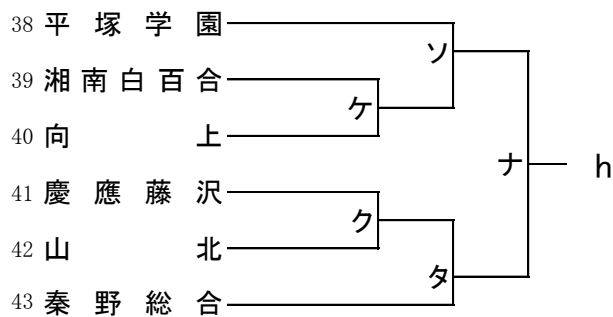 38 平塚学園
ソ
39 湘南白百合
ケ
40 向上
ナ h
41 慶應藤沢
ク
42 山北
タ
43 秦野総合